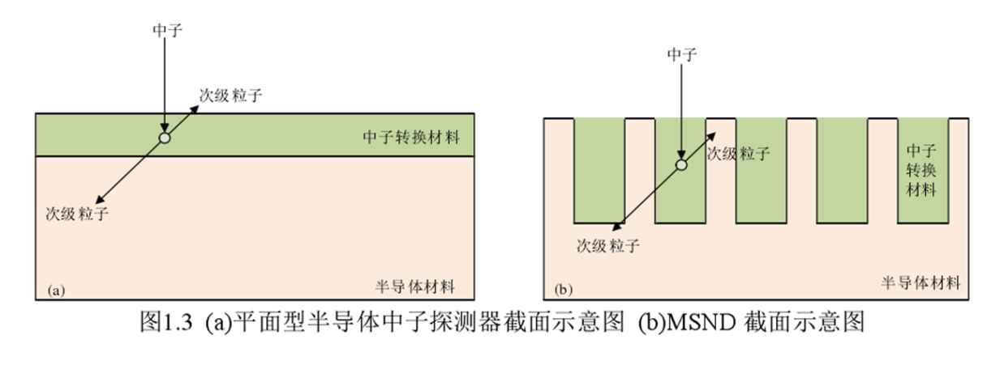 中子
次级粒子
中子转换材料
次级粒子
(a)
半导体材料
中子
次级粒子
中子
转换
材料
次级粒子
(b)
半导体材料
图1.3 (a)平面型半导体中子探测器截面示意图 (b)MSND 截面示意图